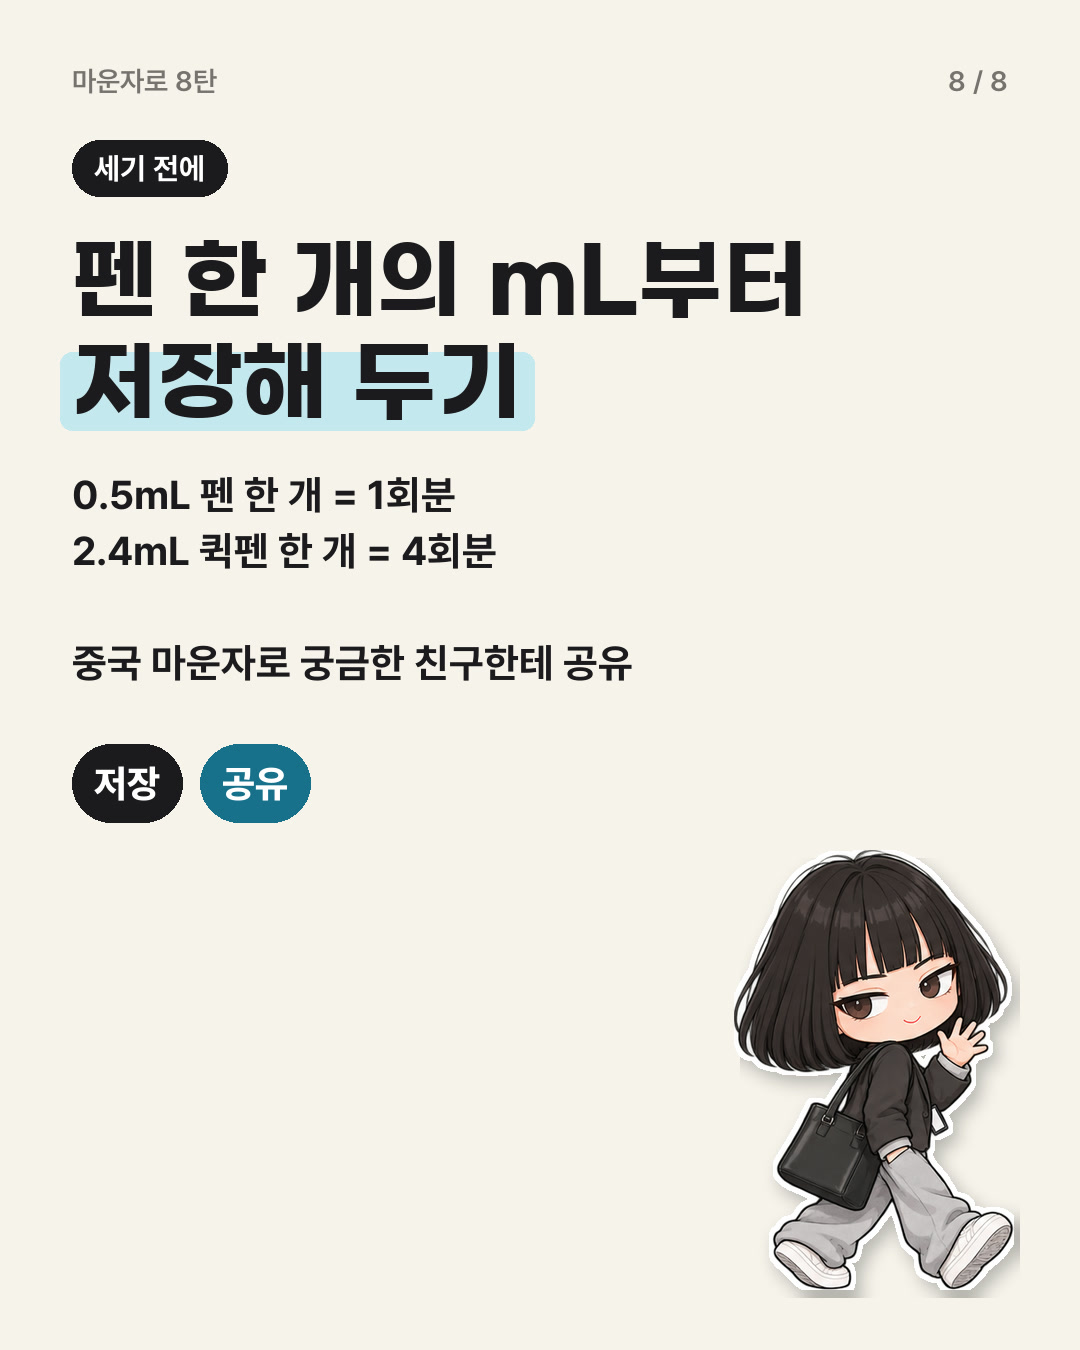 마운자로 8탄
8 / 8
세기 전에
펜 한 개의 mL부터
저장해 두기
0.5mL 펜 한 개 = 1회분
2.4mL 퀵펜 한 개 = 4회분
중국 마운자로 궁금한 친구한테 공유
저장
공유